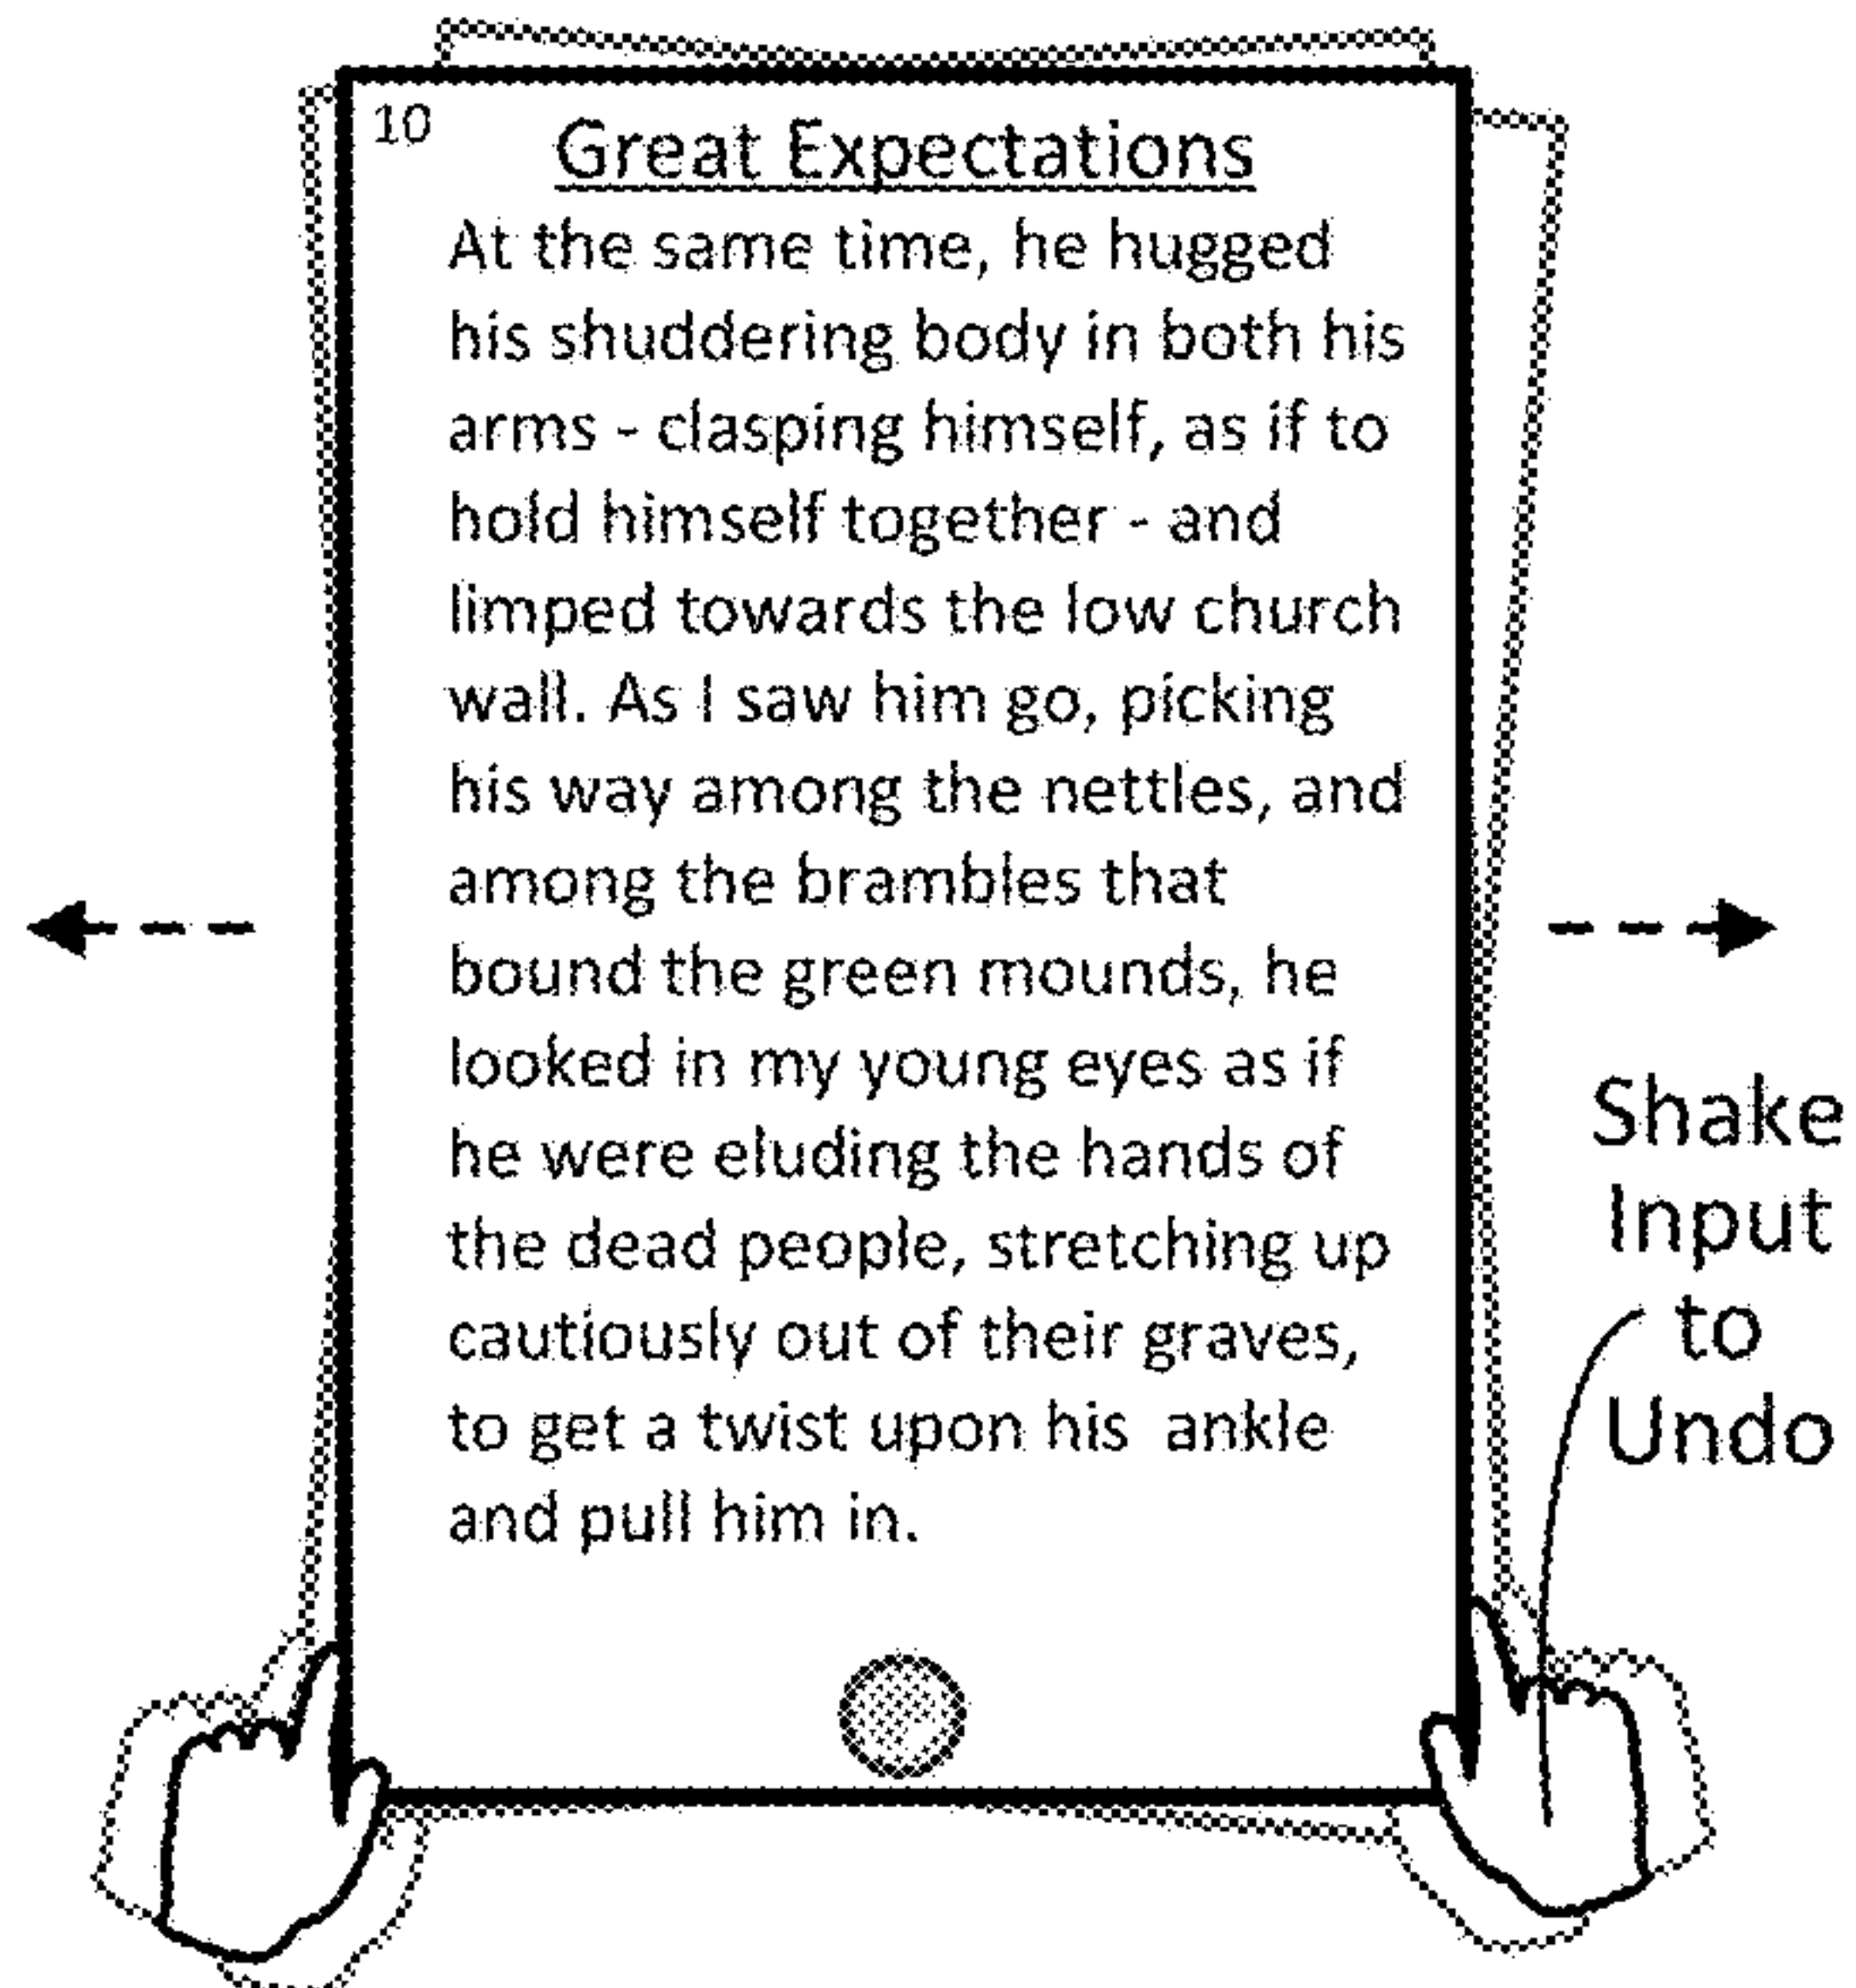 10
Great Expectations
At the same time, he hugged
his shuddering body in both his
arms - clasping himself, as if to
hold himself together - and
limped towards the low church
wall. As I saw him go, picking
his way among the nettles, and
among the brambles that
bound the green mounds, he
looked in my young eyes as if
he were eluding the hands of
the dead people, stretching up
cautiously out of their graves,
to get a twist upon his  ankle
and pull him in.
Shake
Input
to
Undo